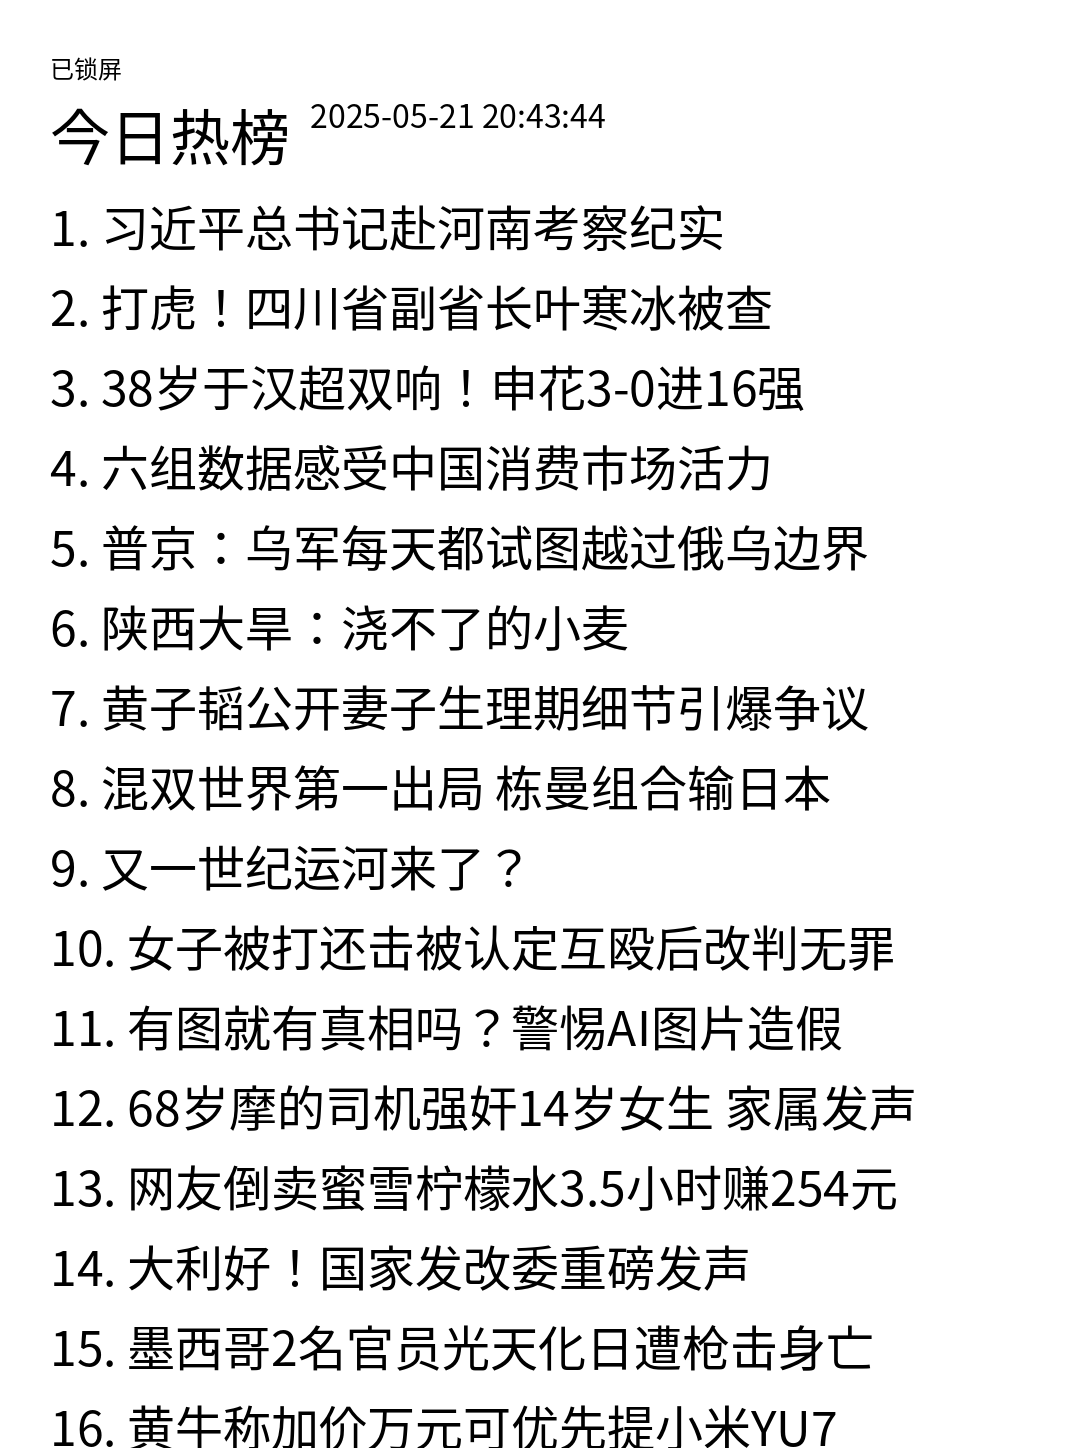 已锁屏
今日热榜 2025-05-21 20:43:44
1. 习近平总书记赴河南考察纪实
2. 打虎！四川省副省长叶寒冰被查
3. 38岁于汉超双响！申花3-0进16强
4. 六组数据感受中国消费市场活力
5. 普京：乌军每天都试图越过俄乌边界
6. 陕西大旱：浇不了的小麦
7. 黄子韬公开妻子生理期细节引爆争议
8. 混双世界第一出局 栋曼组合输日本
9. 又一世纪运河来了？
10. 女子被打还击被认定互殴后改判无罪
11. 有图就有真相吗？警惕AI图片造假
12. 68岁摩的司机强奸14岁女生 家属发声
13. 网友倒卖蜜雪柠檬水3.5小时赚254元
14. 大利好！国家发改委重磅发声
15. 墨西哥2名官员光天化日遭枪击身亡
16. 黄牛称加价万元可优先提小米YU7